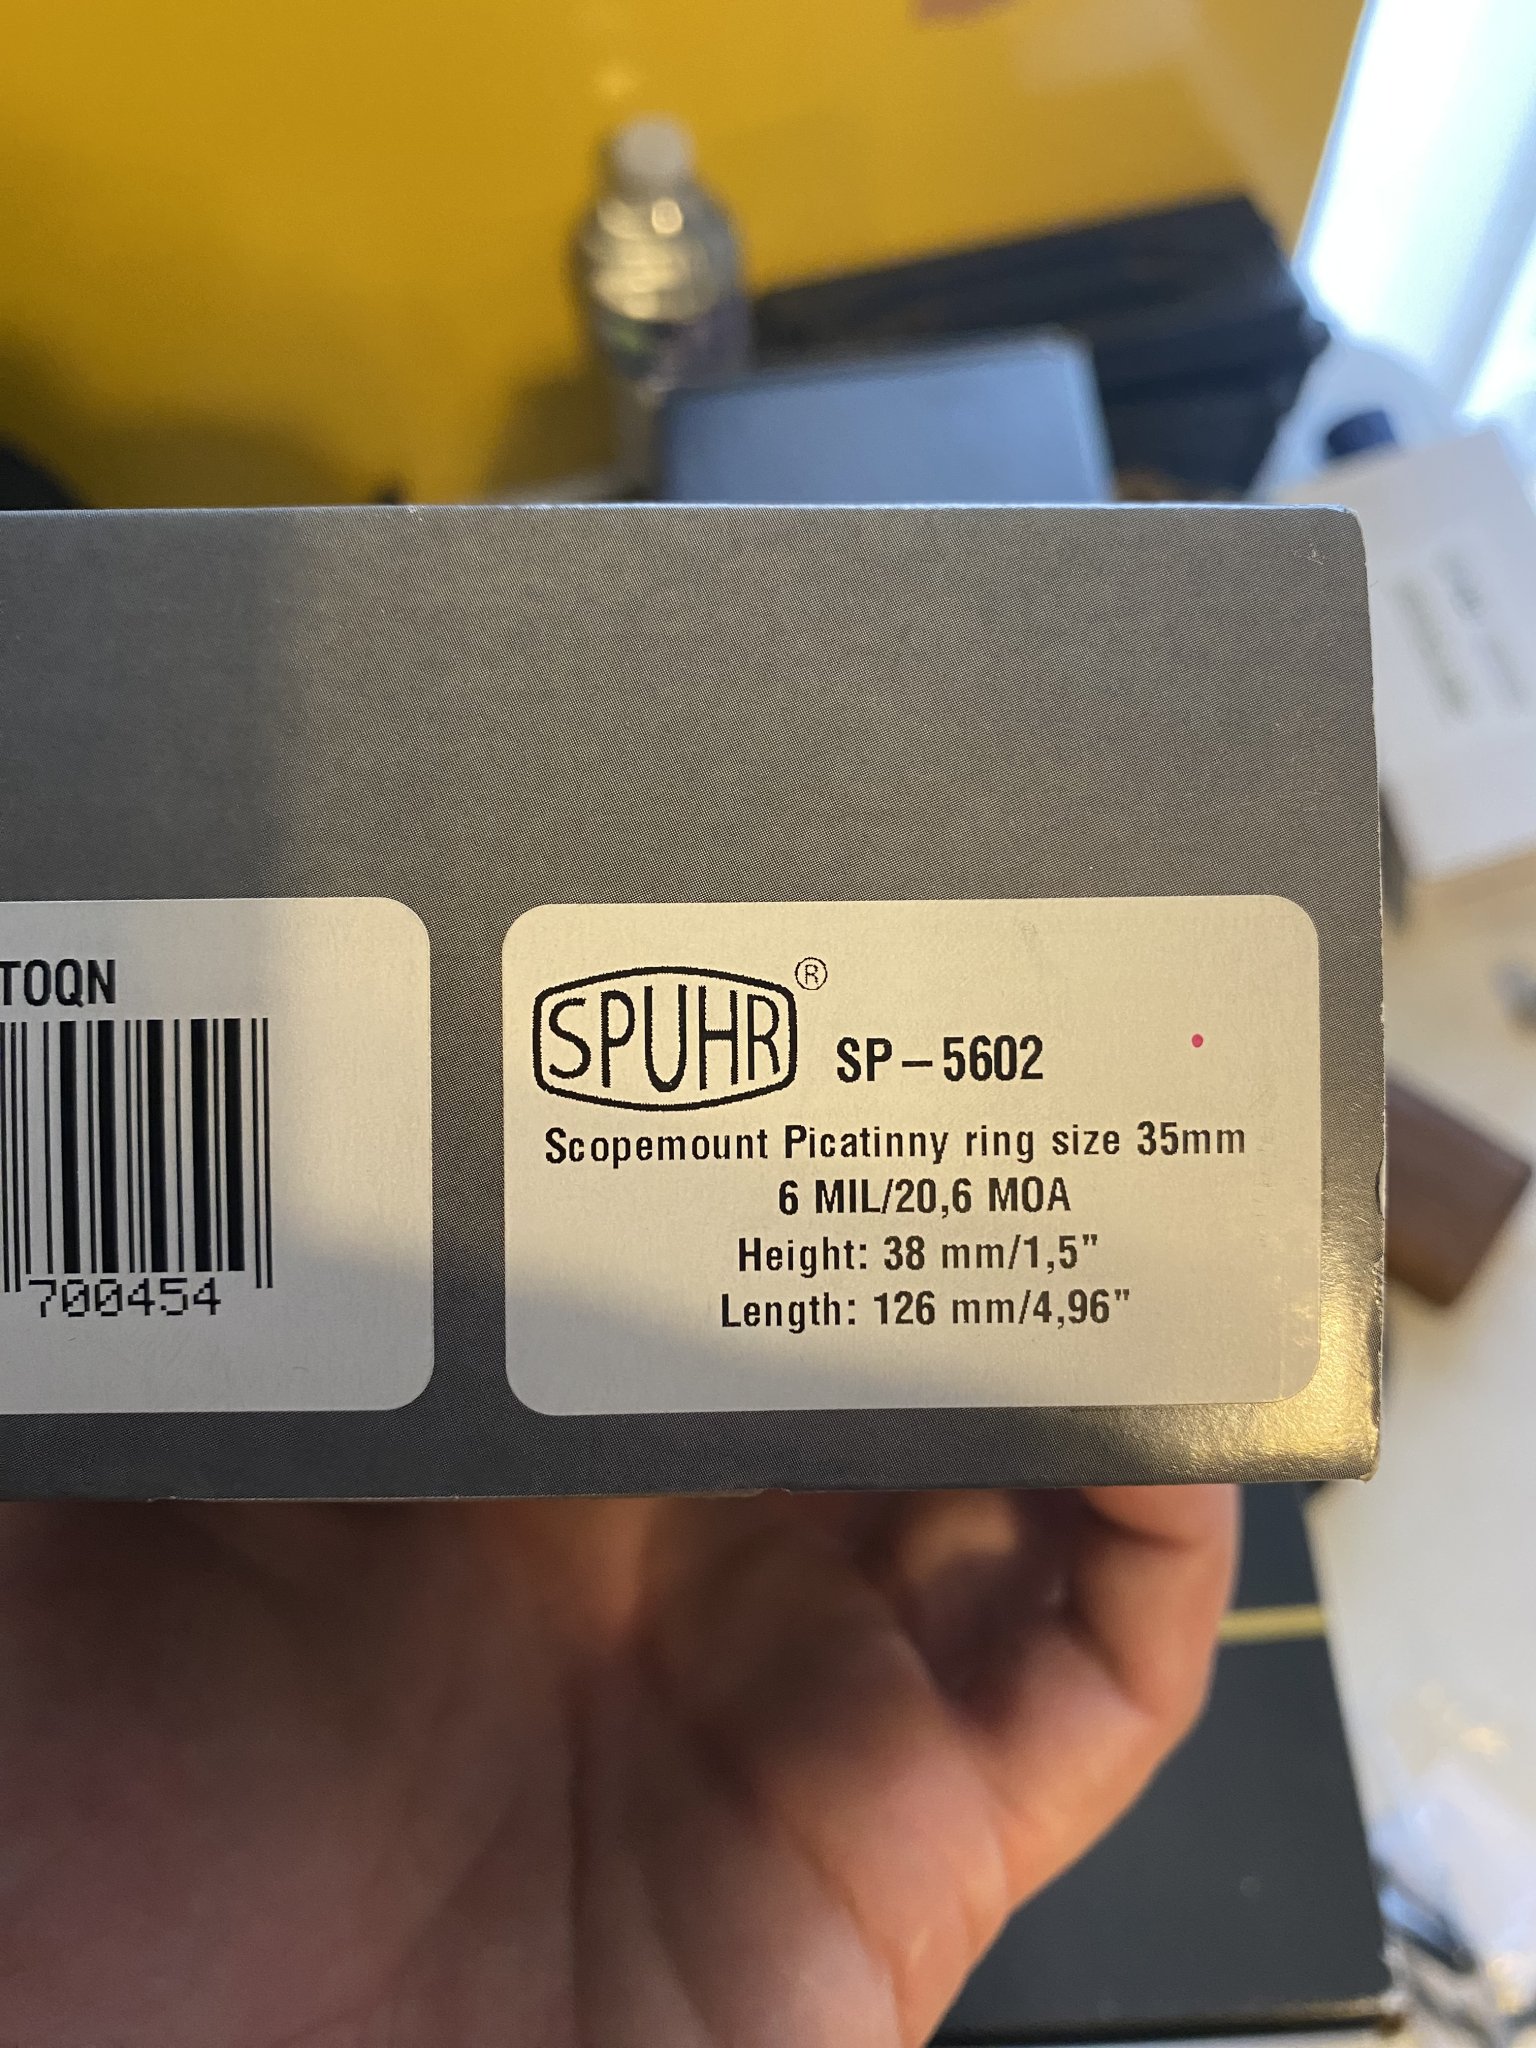 TOQN
700454
SPUHR® SP-5602
Scopemount Picatinny ring size 35mm
6 MIL/20,6 MOA
Height: 38 mm/1,5"
Length: 126 mm/4,96"